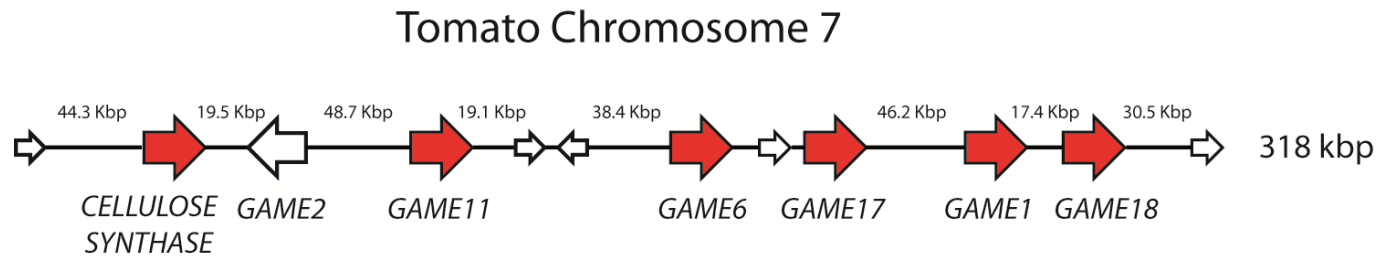 Tomato Chromosome 7
44.3 Kbp 19.5 Kbp 48.7 Kbp 19.1 Kbp 38.4 Kbp 46.2 Kbp 17.4 Kbp 30.5 Kbp
318 kbp
CELLULOSE GAME2 GAME11 GAME6 GAME17 GAME1 GAME18
SYNTHASE